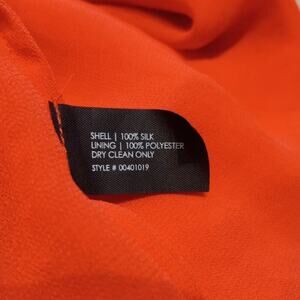 SHELL | 100% SILK
LINING | 100% POLYESTER
DRY CLEAN ONLY
STYLE # 00401019